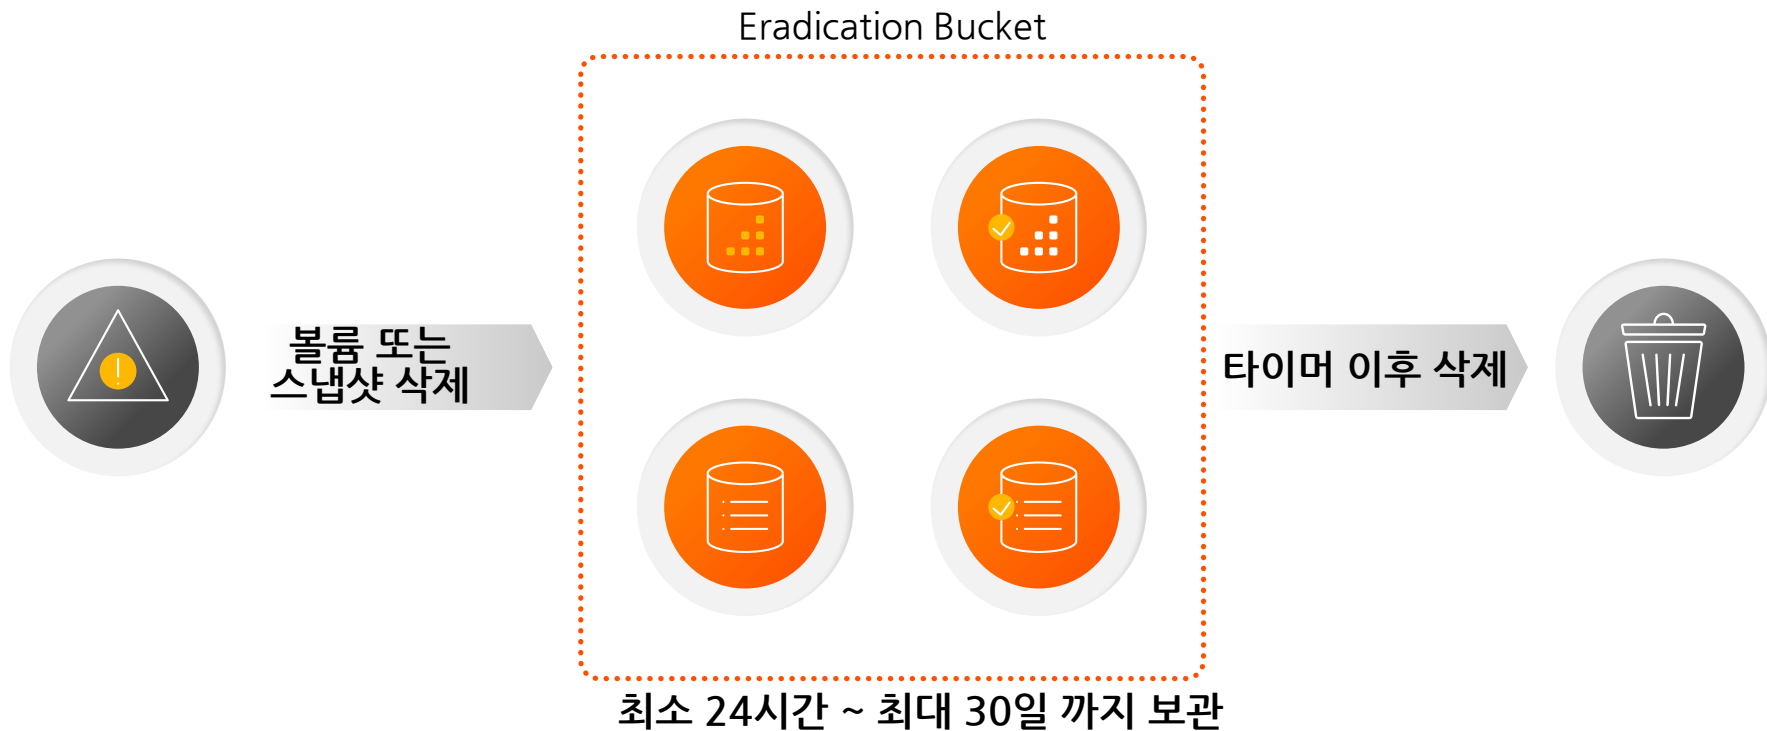 Eradication Bucket
볼륨 또는
스냅샷 삭제
타이머 이후 삭제
최소 24시간 ~ 최대 30일 까지 보관